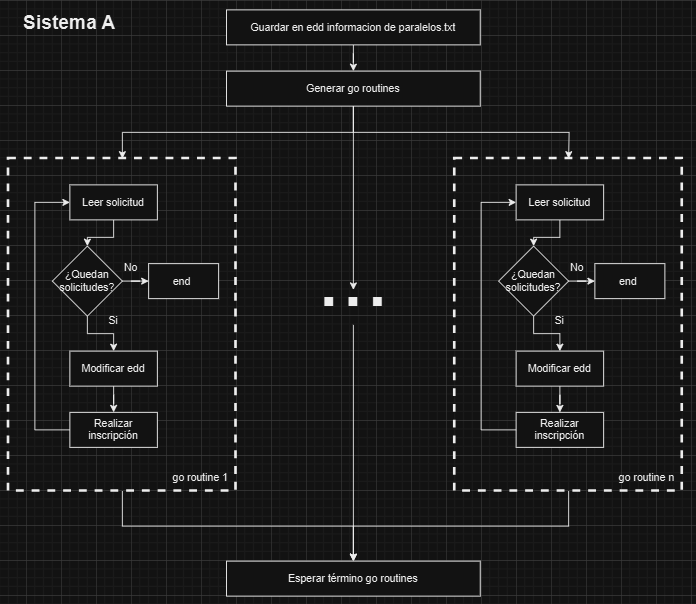 Sistema A
Guardar en edd informacion de paralelos.txt
Generar go routines
Leer solicitud
¿Quedan
solicitudes?
No
end
Si
Modificar edd
Realizar
inscripción
go routine 1
Leer solicitud
¿Quedan
solicitudes?
No
end
Si
Modificar edd
Realizar
inscripción
go routine n
Esperar término go routines